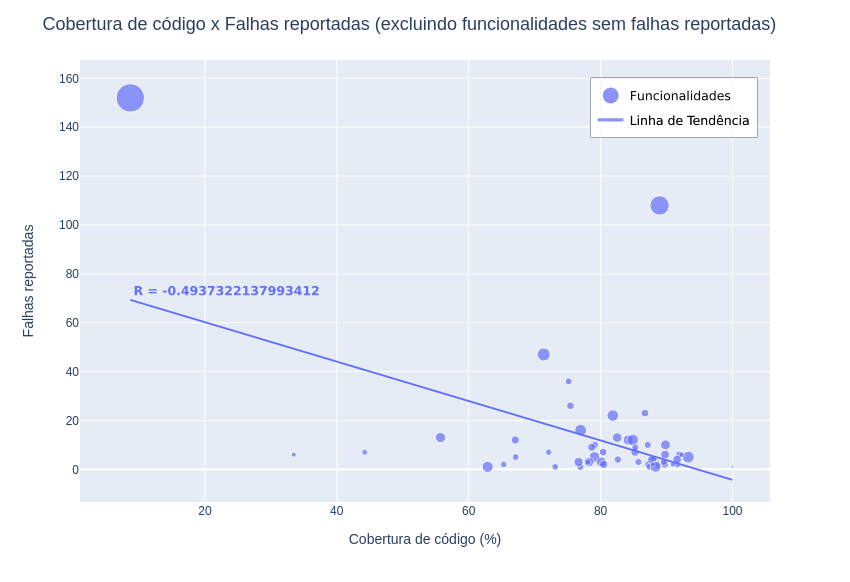 Cobertura de código x Falhas reportadas (excluindo funcionalidades sem falhas reportadas)
160
140
120
100
80
60
40
20
0
Falhas reportadas
Funcionalidades
Linha de Tendência
R = -0.4937322137993412
20
40
60
80
100
Cobertura de código (%)